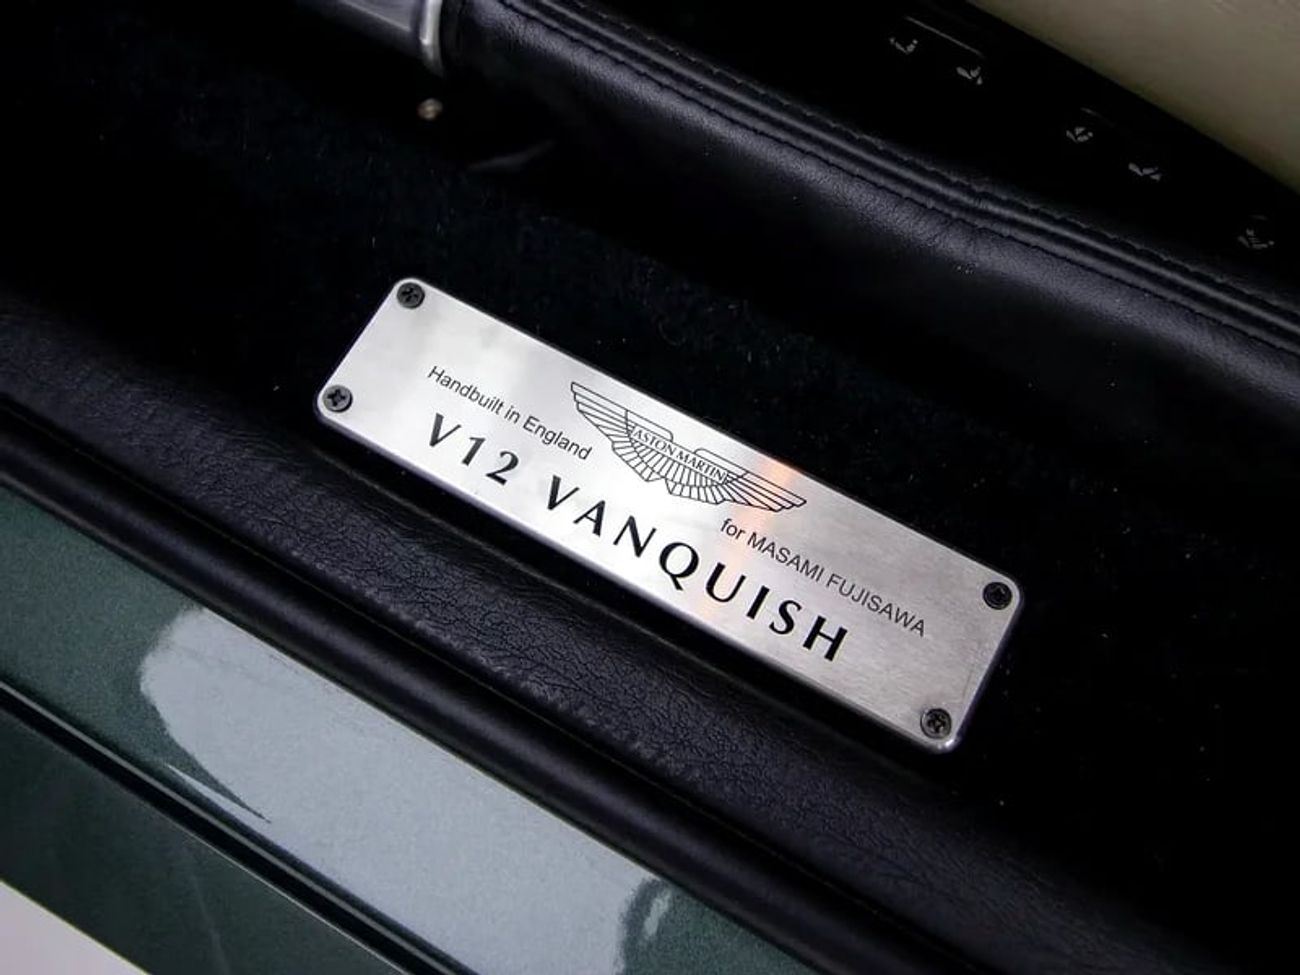 Handbuilt in England
ASTON MARTIN
for MASAMI FUJISAWA
V12 VANQUISH